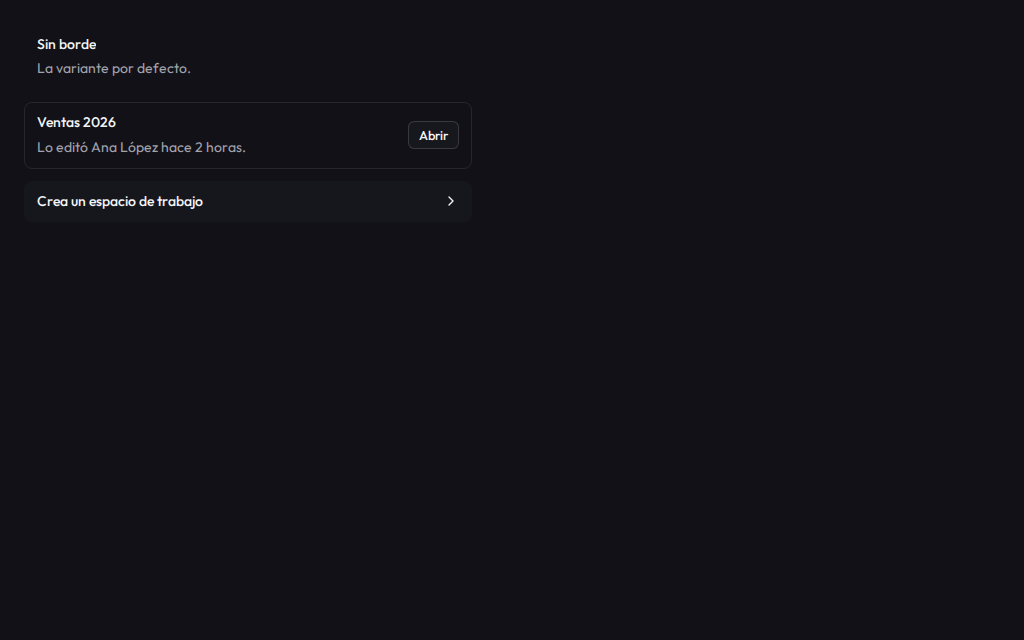 Sin borde
La variante por defecto.
Ventas 2026
Lo editó Ana López hace 2 horas.
Abrir
Crea un espacio de trabajo